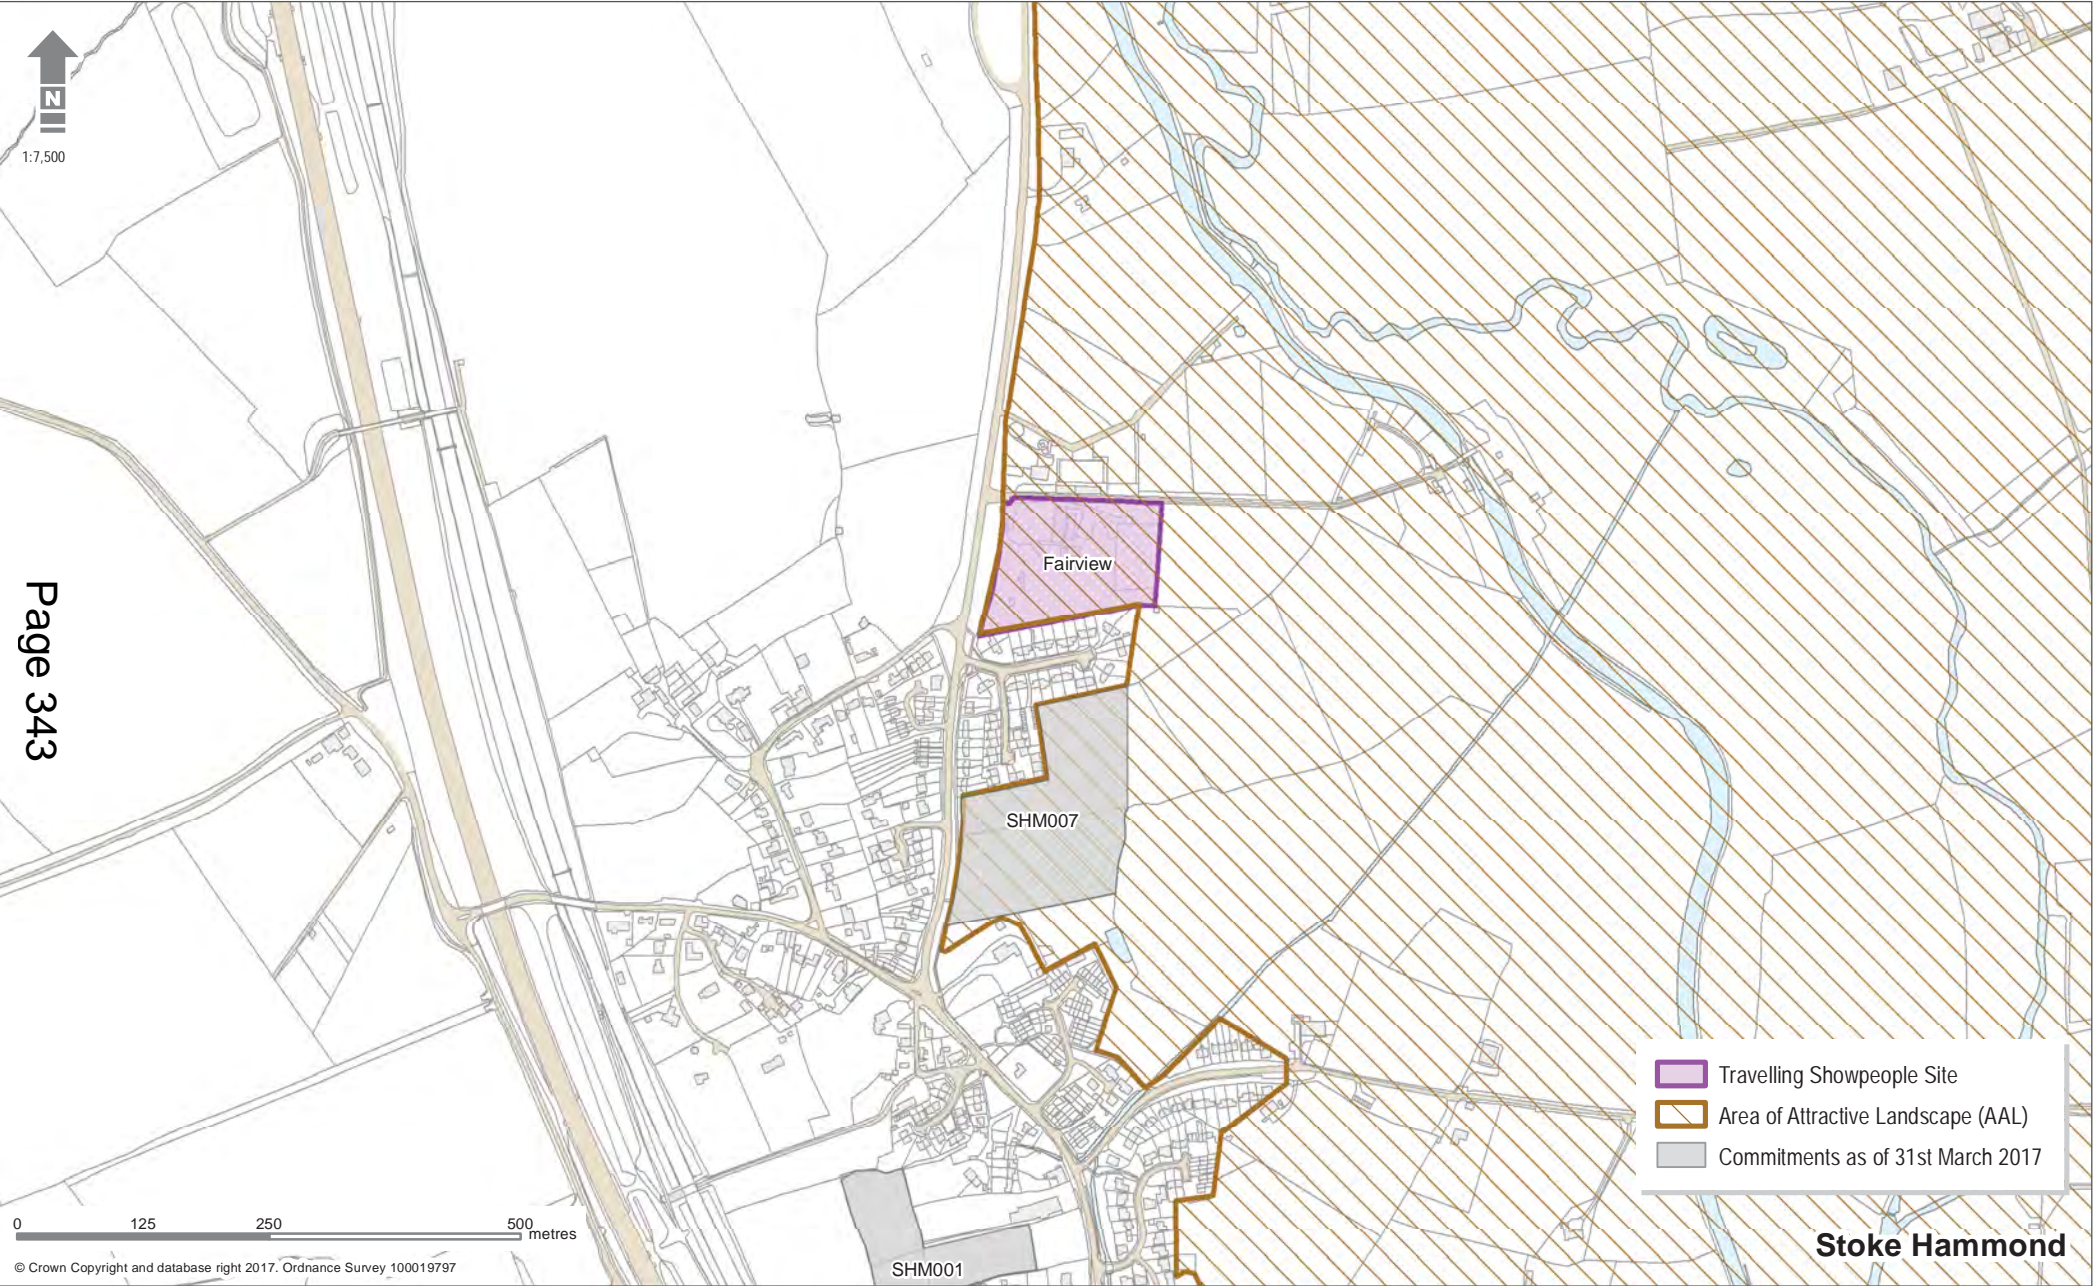 N
1:7,500
Fairview
Page 343
SHM007
Travelling Showpeople Site
Area of Attractive Landscape (AAL)
Commitments as of 31st March 2017
0 125 250 500 metres
Stoke Hammond
SHM001
© Crown Copyright and database right 2017. Ordnance Survey 100019797